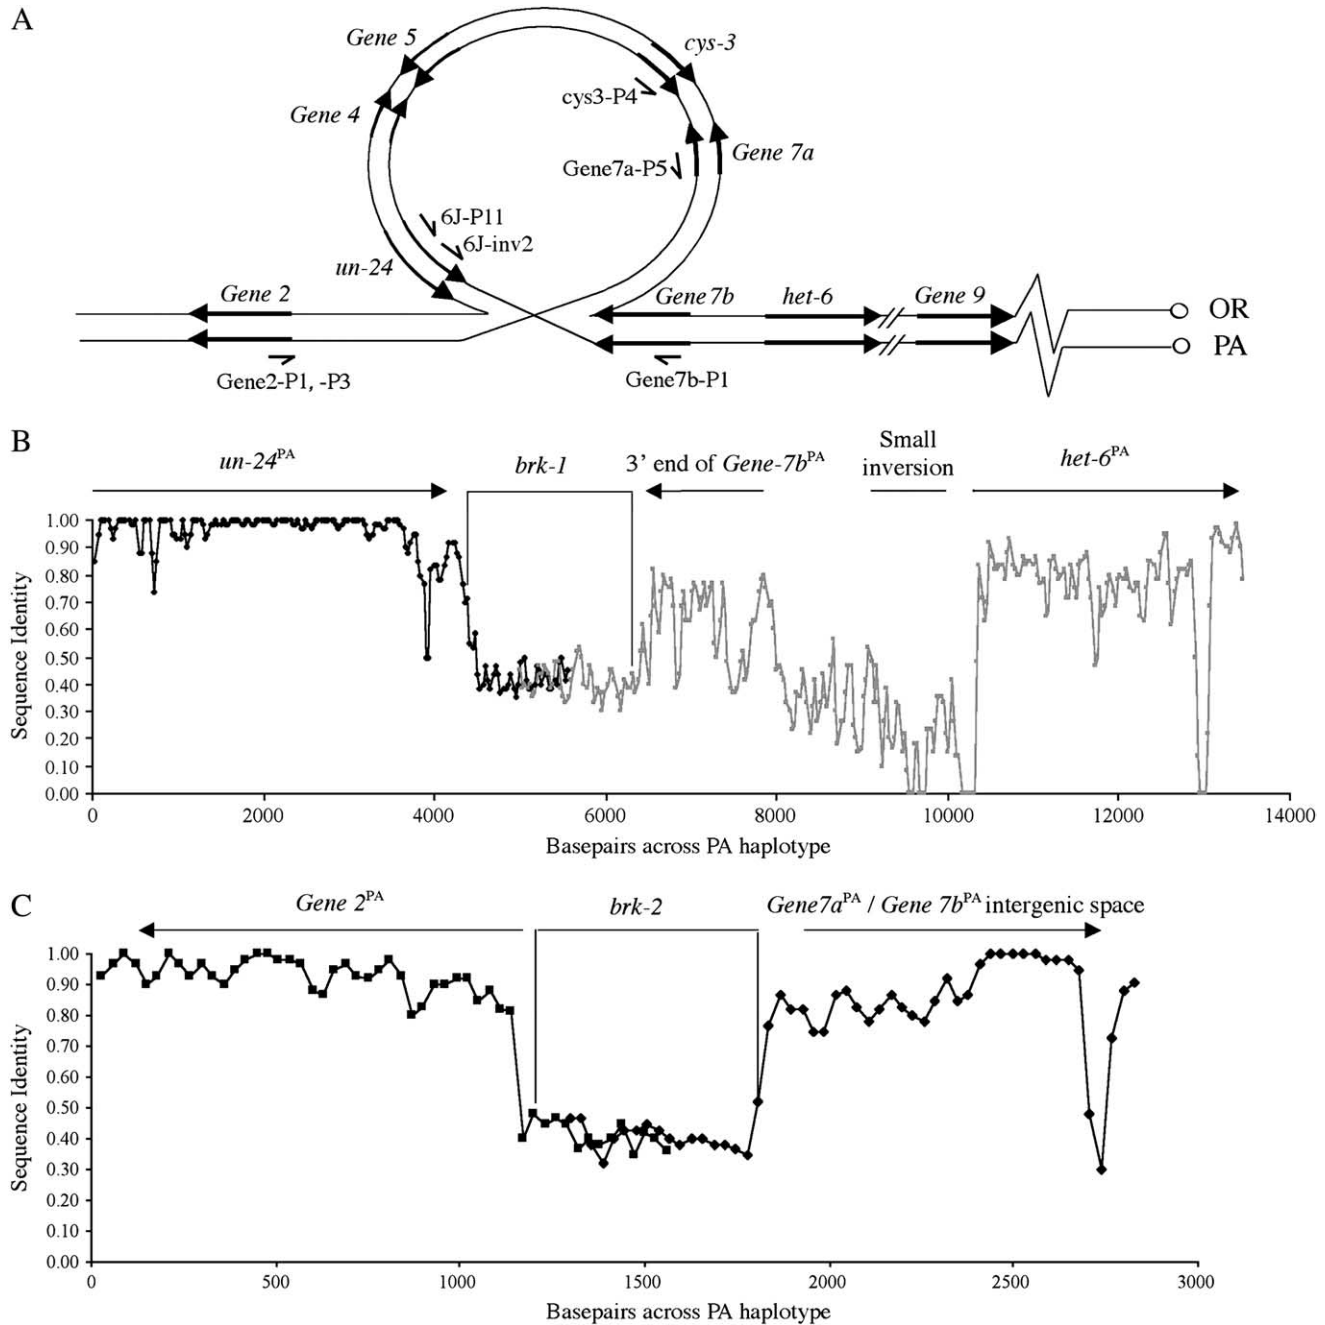 A
Gene 5
cys-3
cys3-P4
Gene 4
Gene 7a
Gene7a-P5
6J-P11
6J-inv2
un-24
Gene 2
Gene 7b
het-6
Gene 9
OR
PA
Gene2-P1, -P3
Gene7b-P1
B
un-24PA
brk-1
3' end of Gene-7bPA
Small
inversion
het-6PA
1.00
0.90
0.80
0.70
0.60
0.50
0.40
0.30
0.20
0.10
0.00
Sequence Identity
0 2000 4000 6000 8000 10000 12000 14000
Basepairs across PA haplotype
C
Gene 2PA
brk-2
Gene7aPA / Gene 7bPA intergenic space
1.00
0.90
0.80
0.70
0.60
0.50
0.40
0.30
0.20
0.10
0.00
Sequence Identity
0 500 1000 1500 2000 2500 3000
Basepairs across PA haplotype